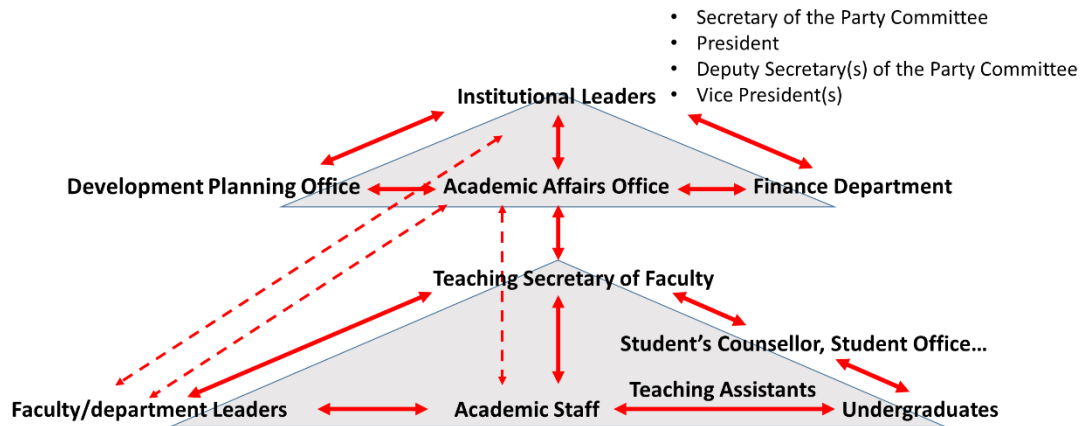 • Secretary of the Party Committee
• President
• Deputy Secretary(s) of the Party Committee
• Vice President(s)
Institutional Leaders
Development Planning Office
Academic Affairs Office
Finance Department
Teaching Secretary of Faculty
Student's Counsellor, Student Office…
Teaching Assistants
Faculty/department Leaders
Academic Staff
Undergraduates